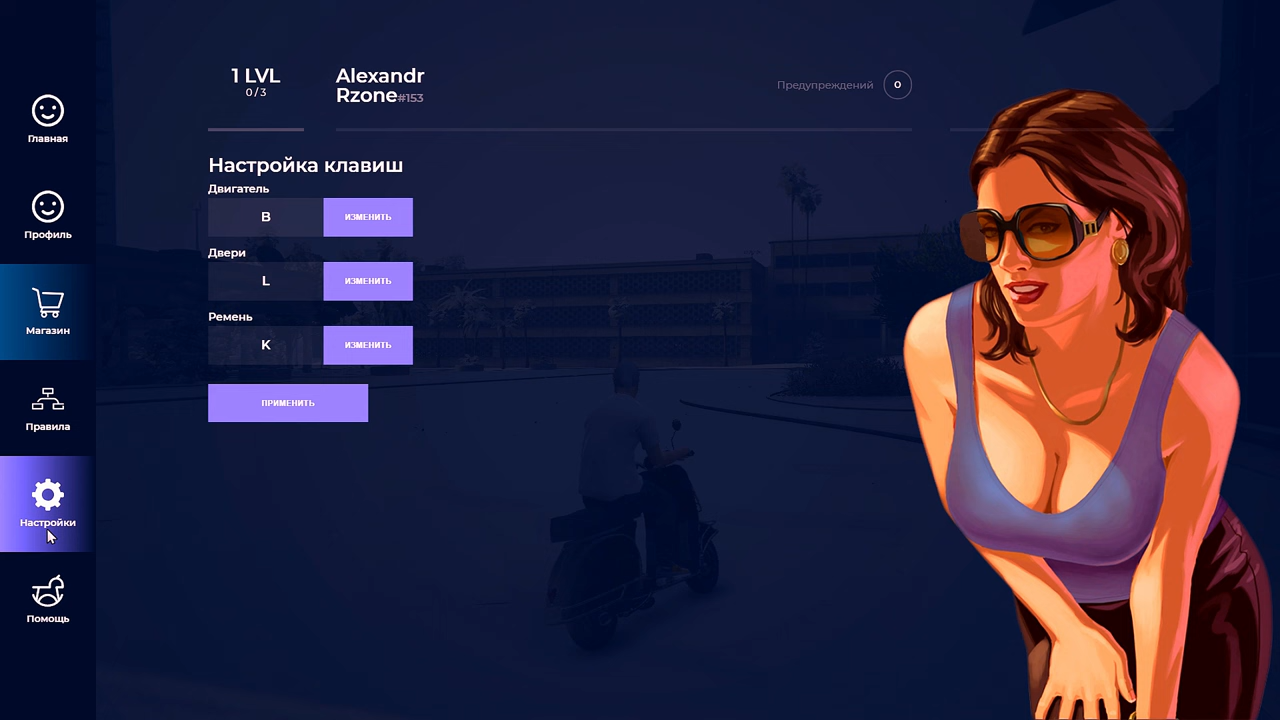 1 LVL
0 / 3
Alexandr
Rzone#153
Предупреждений 0
Главная
Профиль
Магазин
Правила
Настройки
Помощь
Настройка клавиш
Двигатель
B ИЗМЕНИТЬ
Двери
L ИЗМЕНИТЬ
Ремень
K ИЗМЕНИТЬ
ПРИМЕНИТЬ